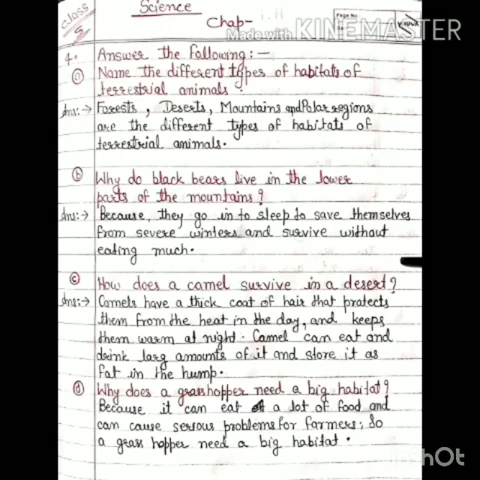 Science
class
5
Chap-
Made with KINEMASTER
Page No.
4. Answer the following:-
(a) Name the different types of habitats of
terrestrial animals?
Ans:→ Forests, Deserts, Mountains and Polar regions
are the different types of habitats of
terrestrial animals.
(b) Why do black bears live in the lower
parts of the mountains?
Ans:→ Because, they go in to sleep to save themselves
from severe winters and survive without
eating much.
(c) How does a camel survive in a desert?
Ans:→ Camels have a thick coat of hair that protects
them from the heat in the day, and keeps
them warm at night. Camel can eat and
drink larg amounts of it and store it as
fat in the hump.
(d) Why does a grasshopper need a big habitat?
Because it can eat a lot of food and
can cause serous problems for farmers; So
a grass hopper need a big habitat.
InShOt